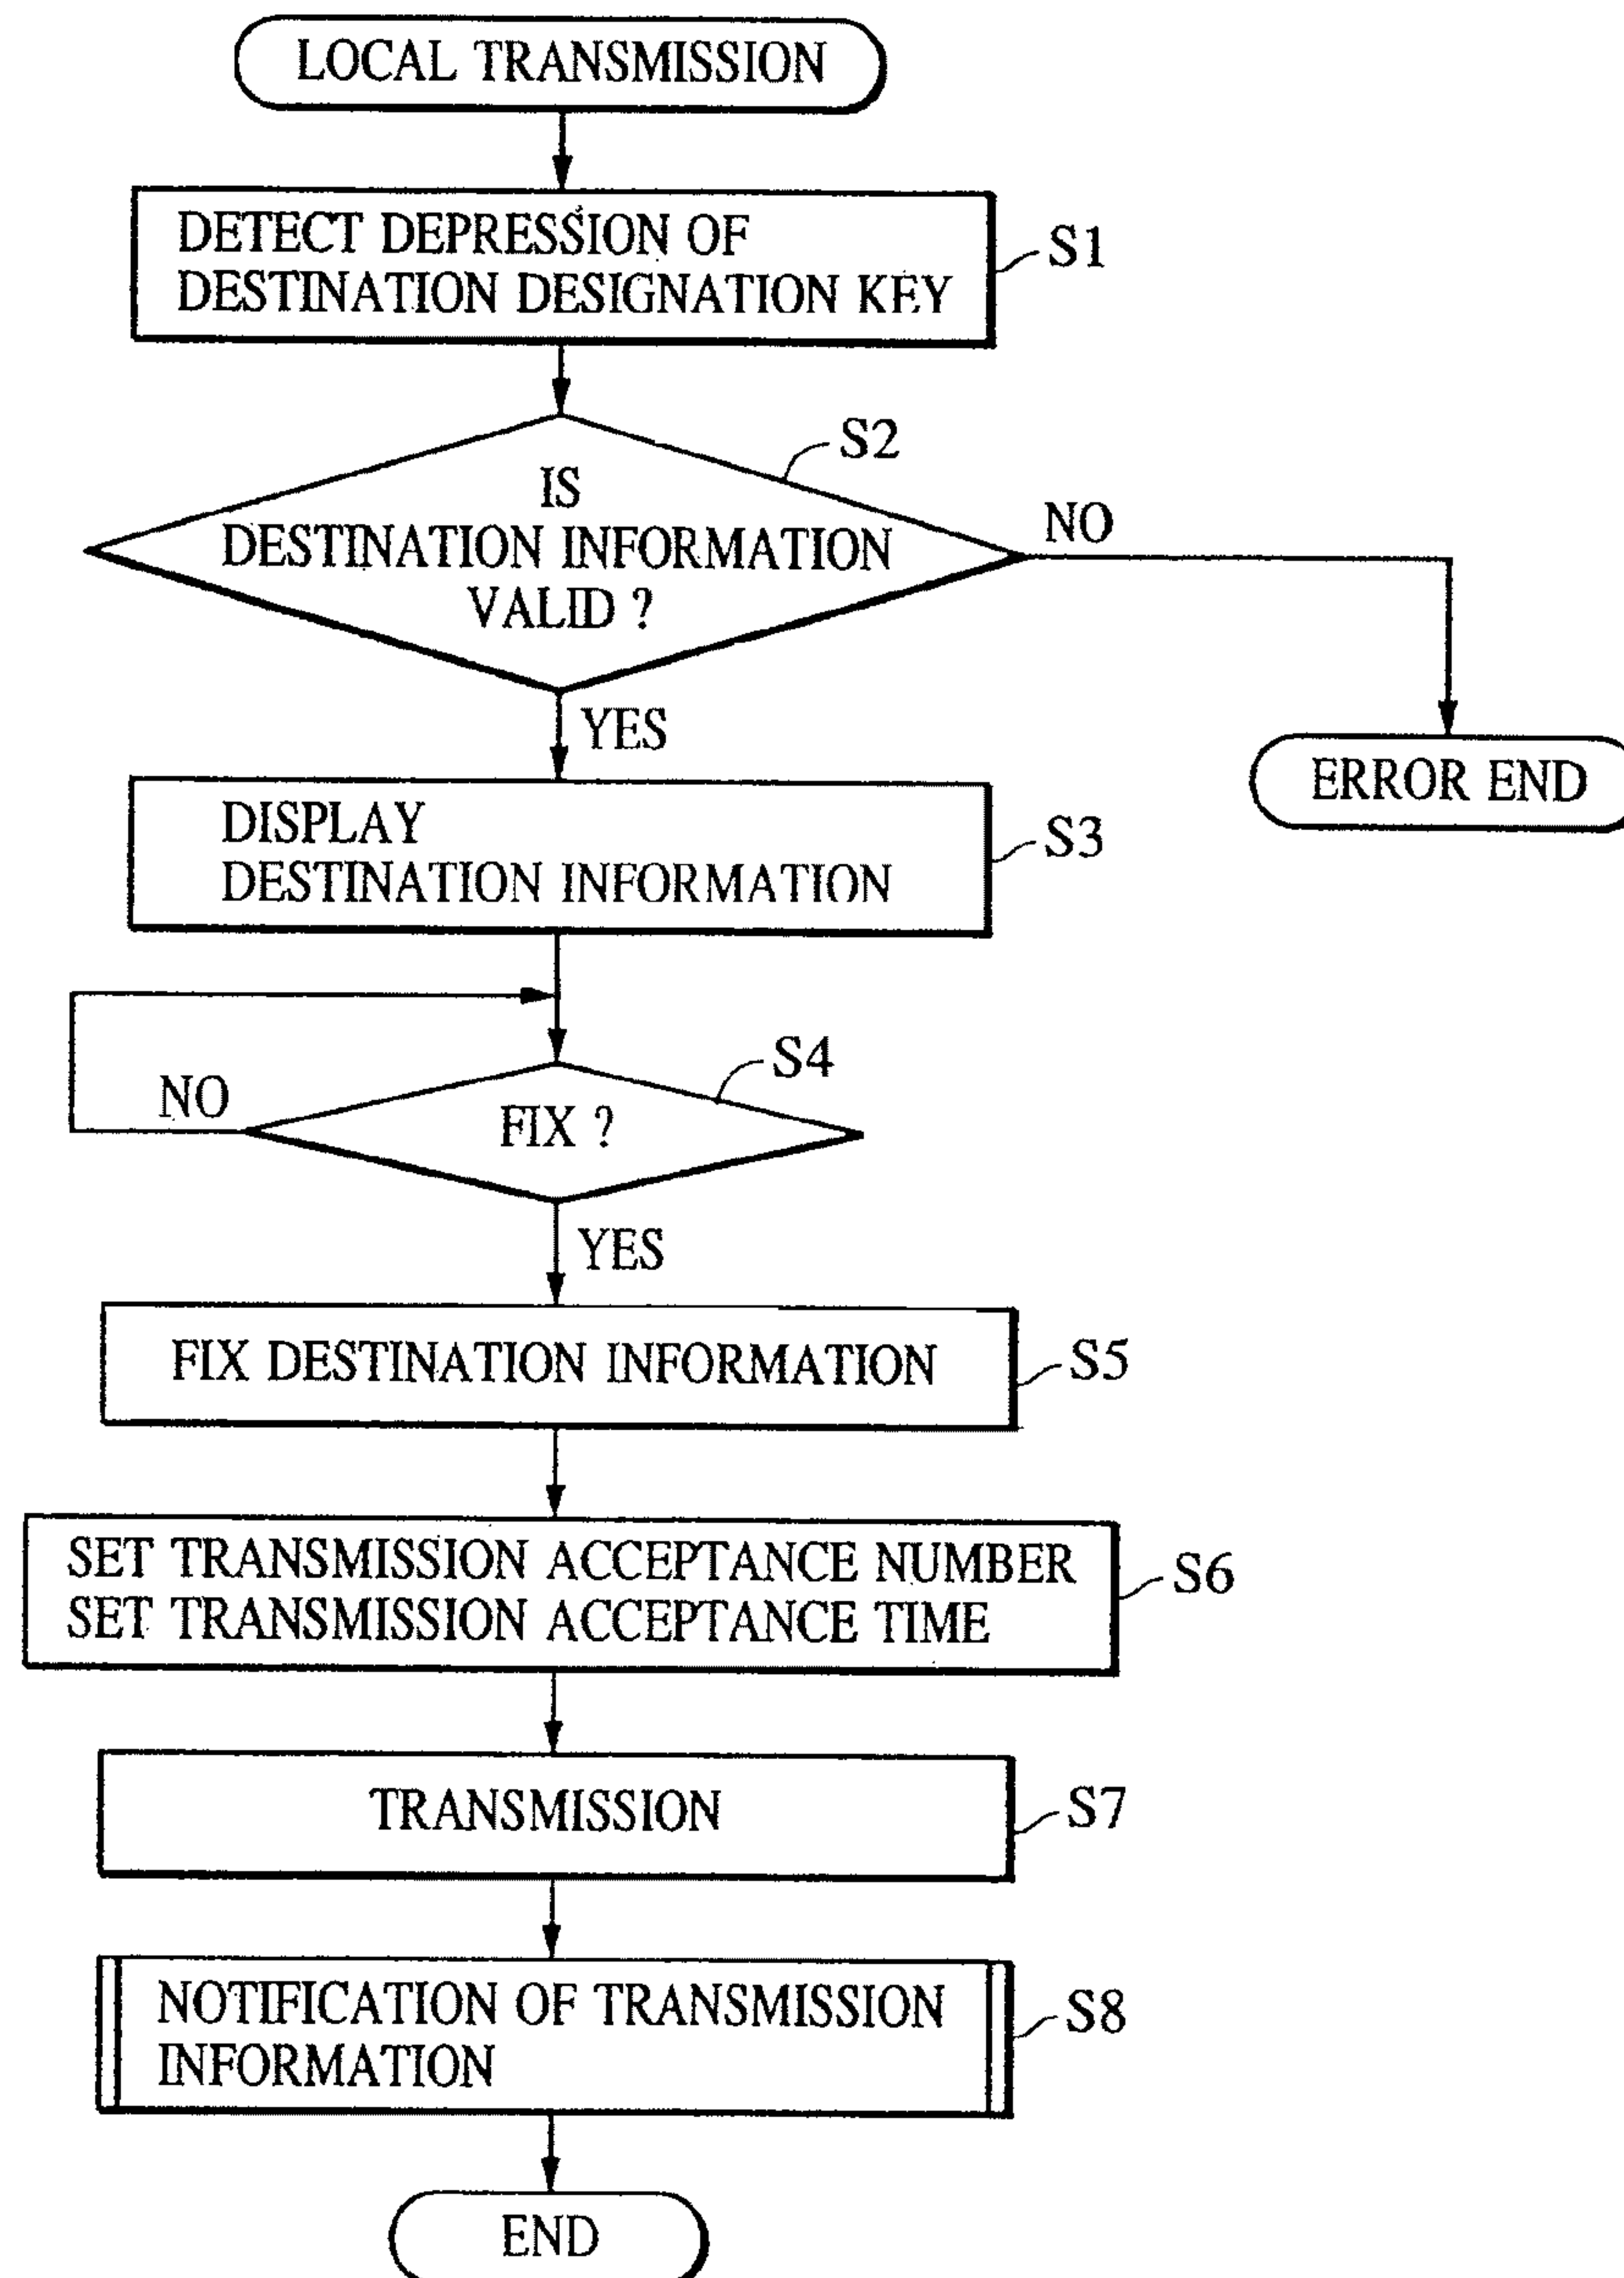 LOCAL TRANSMISSION
DETECT DEPRESSION OF
DESTINATION DESIGNATION KEY
S1
S2
IS
DESTINATION INFORMATION
VALID ?
NO
YES
ERROR END
DISPLAY
DESTINATION INFORMATION
S3
S4
NO
FIX ?
YES
FIX DESTINATION INFORMATION
S5
SET TRANSMISSION ACCEPTANCE NUMBER
SET TRANSMISSION ACCEPTANCE TIME
S6
TRANSMISSION
S7
NOTIFICATION OF TRANSMISSION
INFORMATION
S8
END